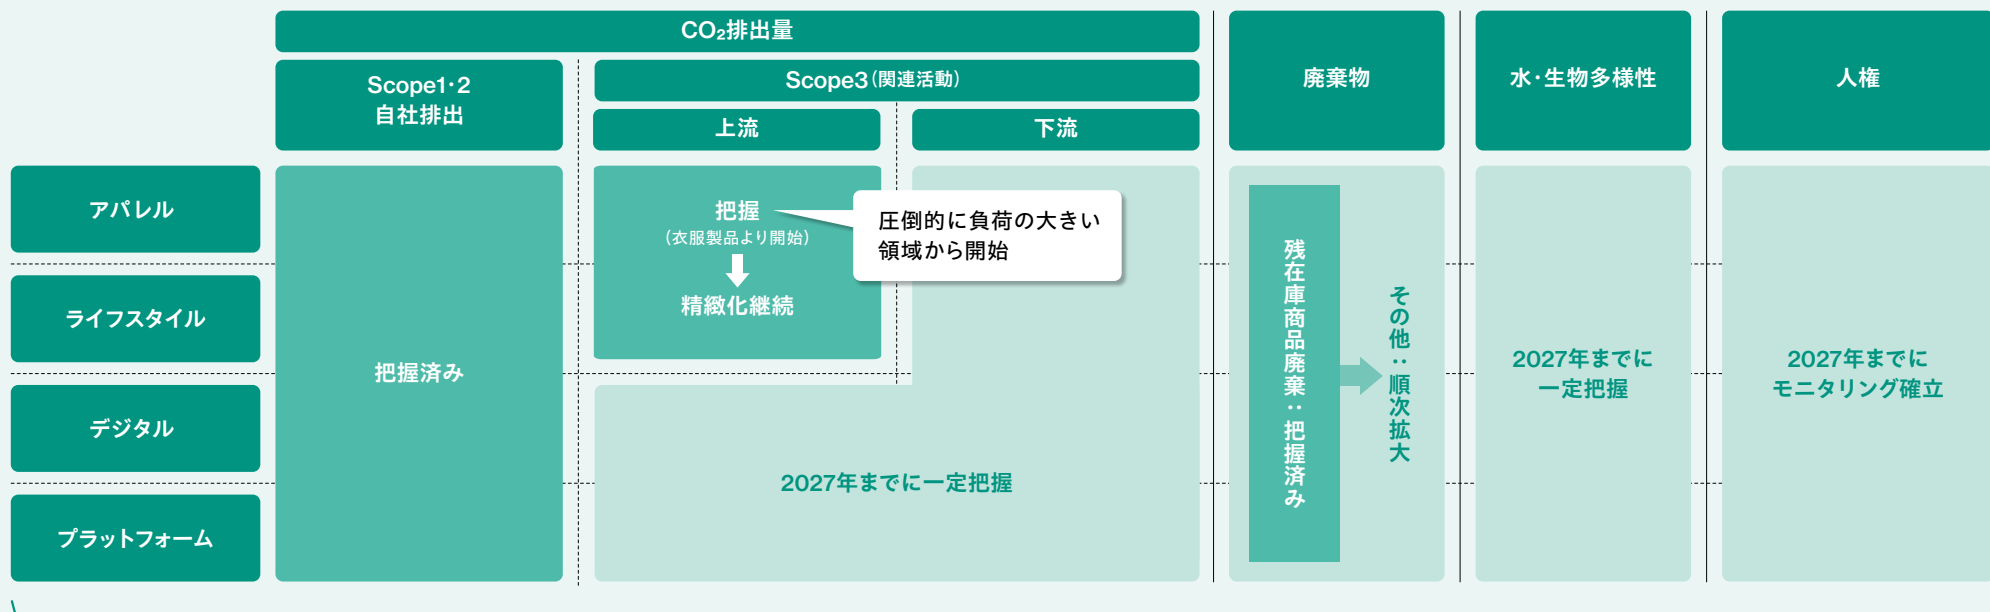 CO₂排出量
Scope1・2
自社排出
Scope3（関連活動）
上流
下流
廃棄物
水・生物多様性
人権
アパレル
ライフスタイル
デジタル
プラットフォーム
把握済み
把握
（衣服製品より開始）
精緻化継続
圧倒的に負荷の大きい
領域から開始
2027年までに一定把握
残在庫商品廃棄：把握済み
その他：順次拡大
2027年までに
一定把握
2027年までに
モニタリング確立